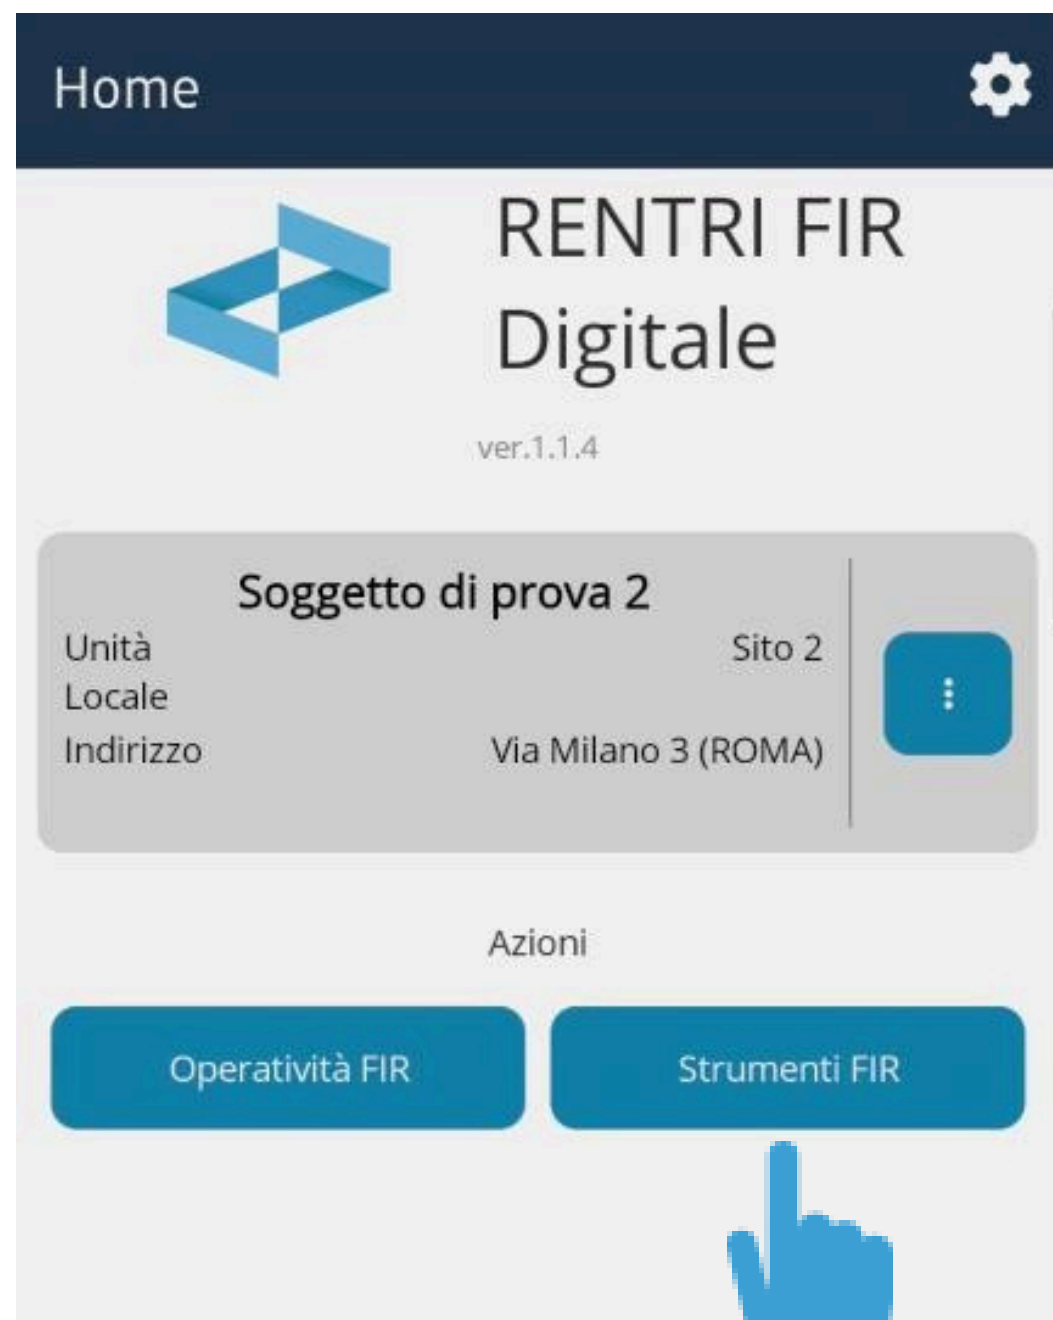 Home
RENTRI FIR
Digitale
ver.1.1.4
Soggetto di prova 2
Unità Sito 2
Locale
Indirizzo Via Milano 3 (ROMA)
Azioni
Operatività FIR Strumenti FIR